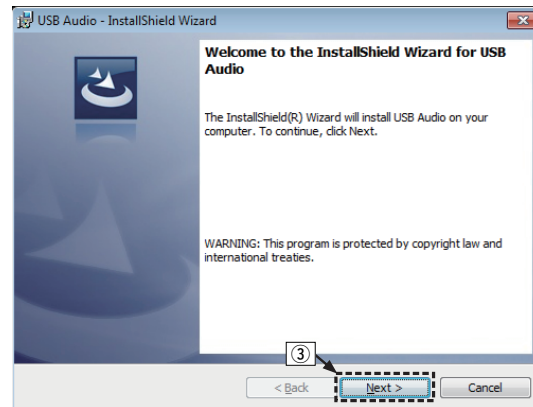 USB Audio - InstallShield Wizard
Welcome to the InstallShield Wizard for USB
Audio
The InstallShield(R) Wizard will install USB Audio on your
computer. To continue, click Next.
WARNING: This program is protected by copyright law and
international treaties.
③
< Back Next > Cancel